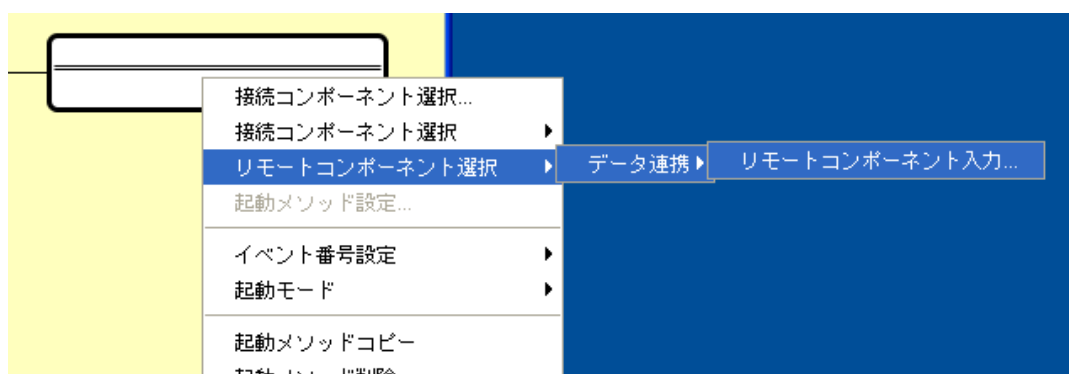 接続コンポーネント選択...
接続コンポーネント選択
リモートコンポーネント選択
データ連携
リモートコンポーネント入力...
起動メソッド設定...
イベント番号設定
起動モード
起動メソッドコピー